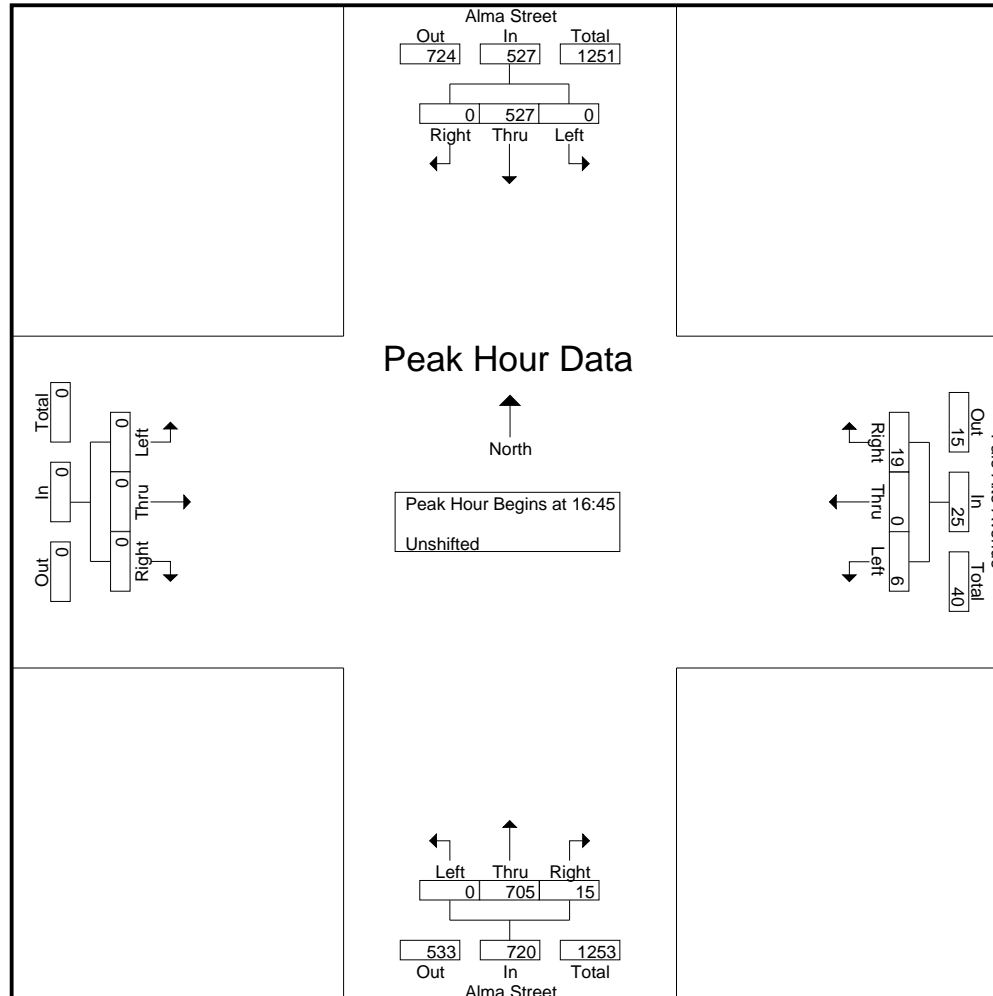 Alma Street
Out In Total
724 527 1251
0 527 0
Right Thru Left
Peak Hour Data
North
Peak Hour Begins at 16:45
Unshifted
Total In Out
0 0 0
0 0 0
Left Thru Right
Out In Total
15 25 40
19 0 6
Right Thru Left
Left Thru Right
0 705 15
533 720 1253
Out In Total
Alma Street